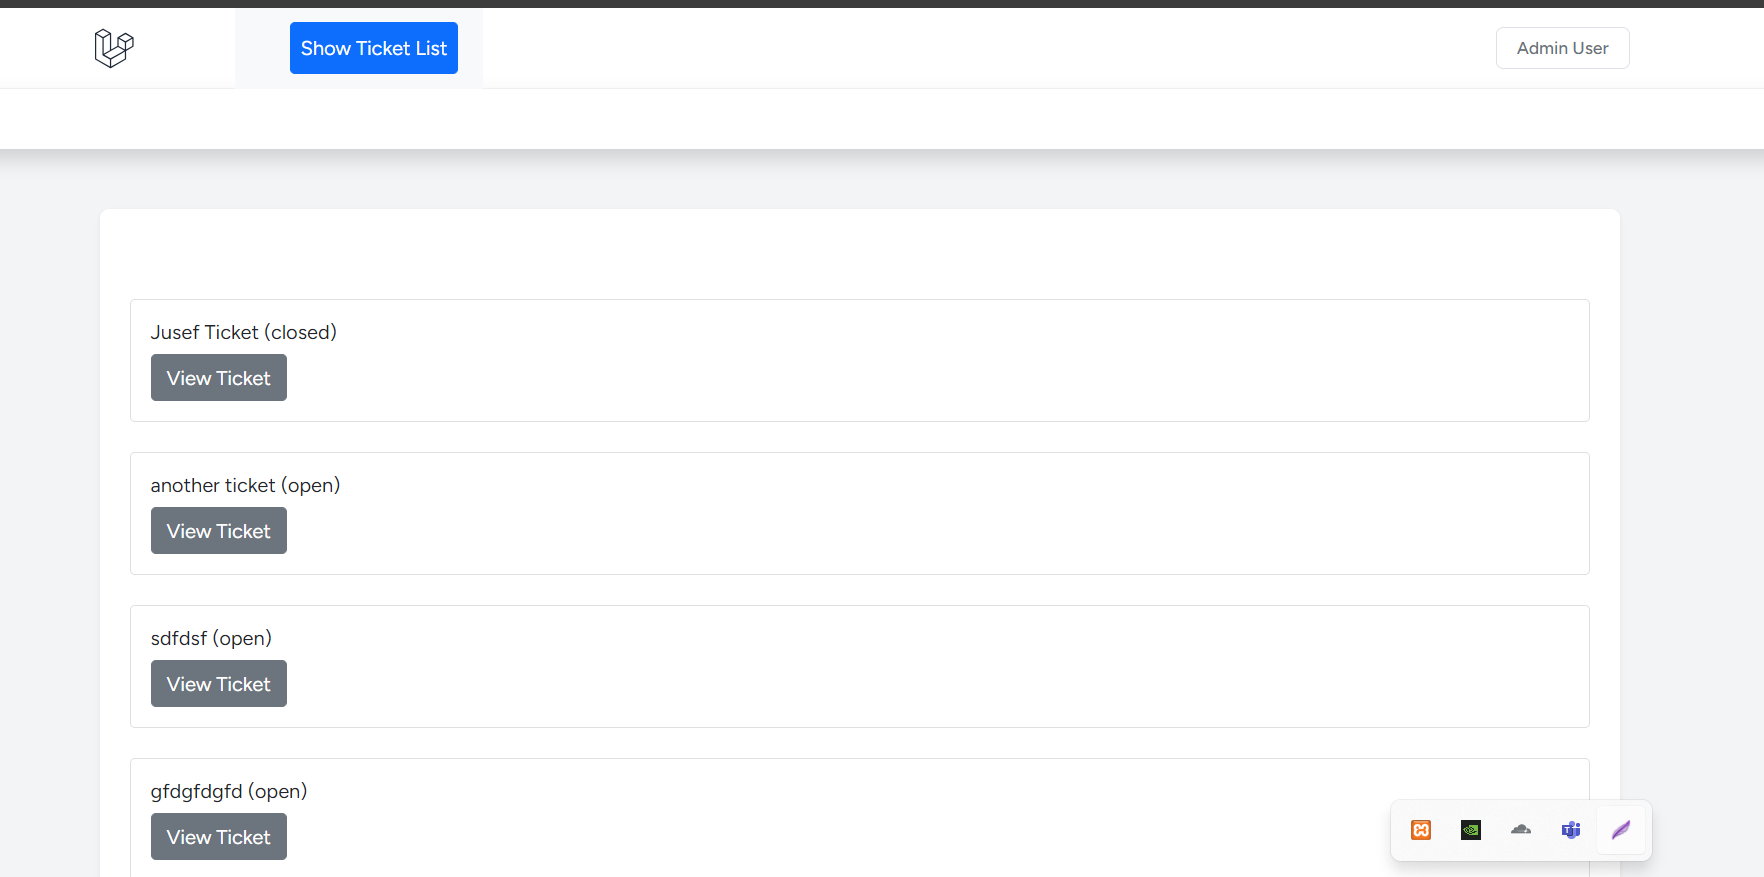 Show Ticket List
Admin User
Jusef Ticket (closed)
View Ticket
another ticket (open)
View Ticket
sdfdsf (open)
View Ticket
gfdgfdgfd (open)
View Ticket